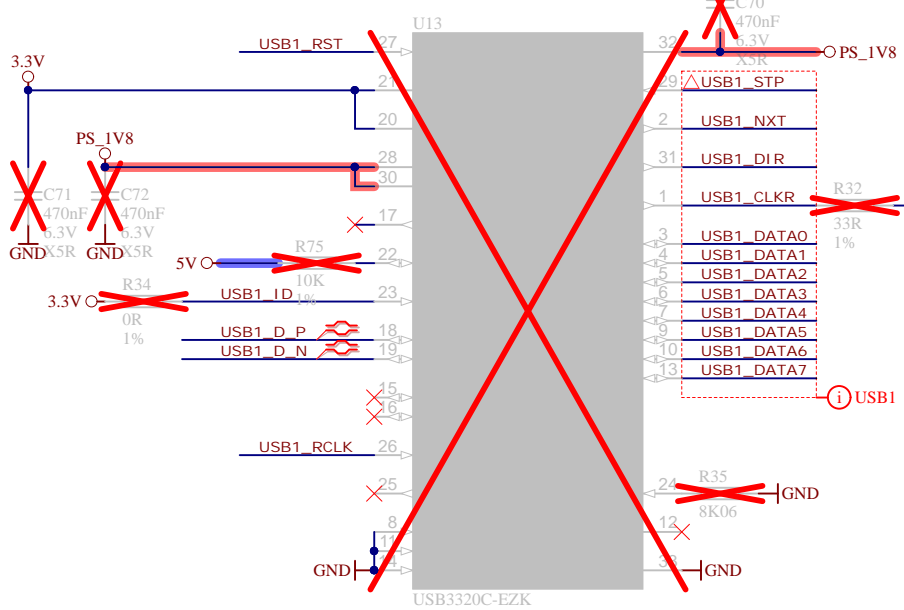 U13
C70
470nF
6.3V
X5R
USB1_RST
27
32
PS_1V8
3.3V
21
29
USB1_STP
20
2
USB1_NXT
PS_1V8
28
31
USB1_DIR
30
C71
470nF
6.3V
X5R
GND
C72
470nF
6.3V
X5R
GND
1
USB1_CLKR
R32
33R
1%
17
3
USB1_DATA0
5V
R75
10K
1%
22
4
USB1_DATA1
5
USB1_DATA2
3.3V
R34
0R
1%
USB1_ID
23
6
USB1_DATA3
7
USB1_DATA4
USB1_D_P
18
9
USB1_DATA5
USB1_D_N
19
10
USB1_DATA6
13
USB1_DATA7
15
i
USB1
16
USB1_RCLK
26
25
24
R35
8K06
GND
8
12
11
GND
14
33
GND
USB3320C-EZK